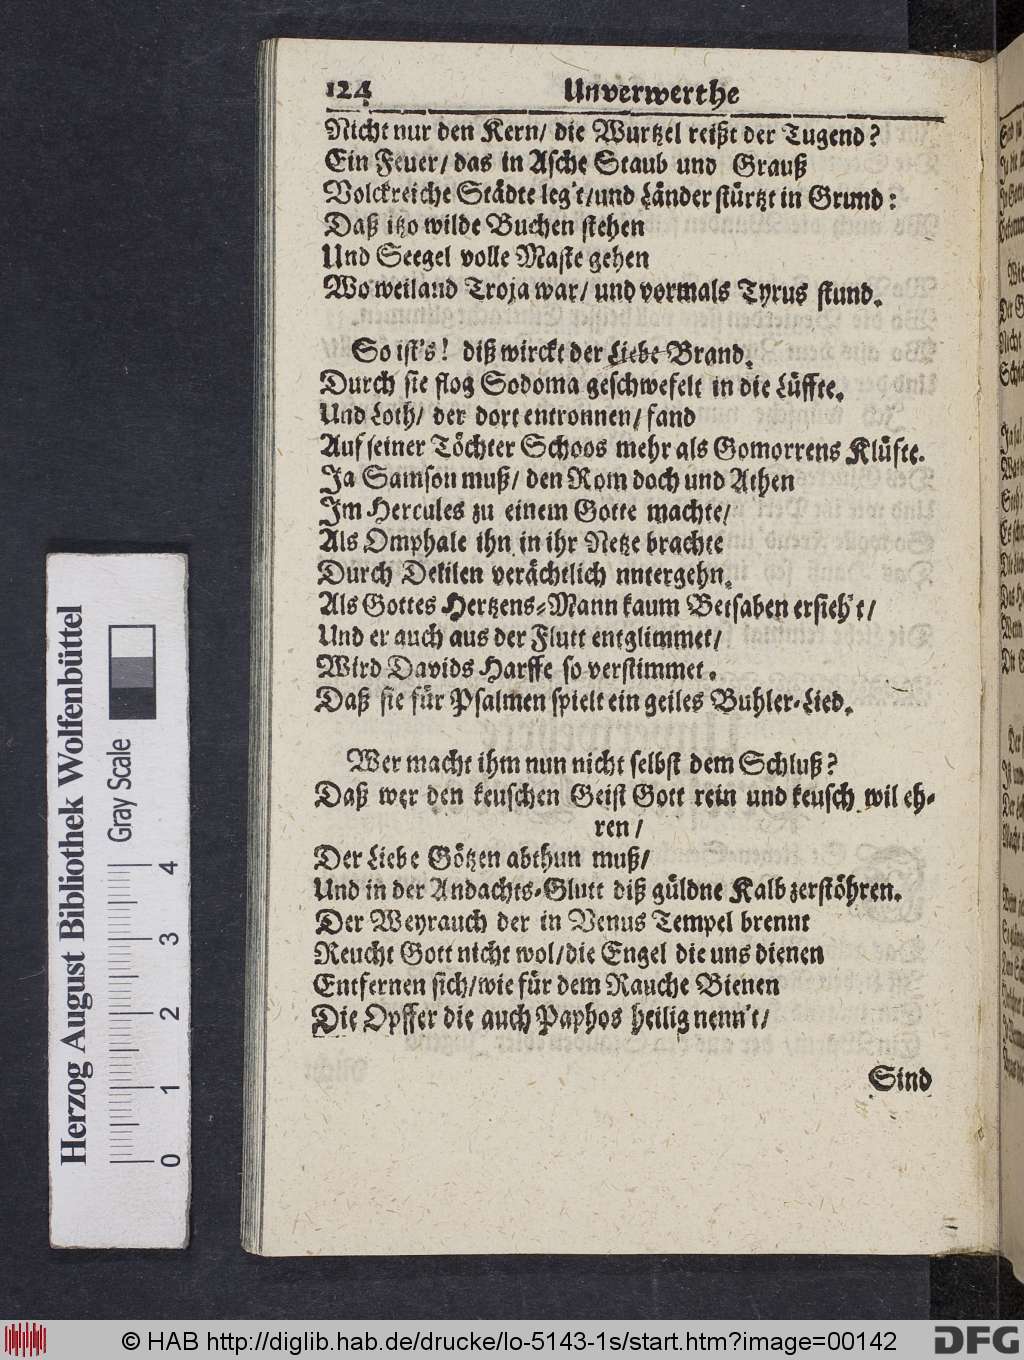 124 Unverwerthe
Nicht nur den Kern/ die Wurtzel reißt der Tugend?
Ein Feuer/ das in Asche Staub und Grauß
Volckreiche Städte leg't/und Länder stürtzt in Grund:
Daß itzo wilde Buchen stehen
Und Seegel volle Maste gehen
Wo weiland Troja war/ und vormals Tyrus stund.
So ist's! diß wirckt der Liebe Brand.
Durch sie flog Sodoma geschwefelt in die Lüffte.
Und Loth/ der dort entronnen/ fand
Auf seiner Töchter Schoos mehr als Gomorrens Klüfte.
Ja Samson muß/ den Rom doch und Athen
Im Hercules zu einem Gotte machte/
Als Omphale ihn in ihr Netze brachte
Durch Delilen verächtlich nntergehn.
Als Gottes Hertzens-Mann kaum Betsaben ersieh't/
Und er auch aus der Flutt entglimmet/
Wird Davids Harffe so verstimmet.
Daß sie für Psalmen spielt ein geiles Buhler-Lied.
Wer macht ihm nun nicht selbst dem Schluß?
Daß wer den keuschen Geist Gott rein und keusch wil eh-
ren/
Der Liebe Götzen abthun muß/
Und in der Andachts-Glutt diß güldne Kalb zerstöhren.
Der Weyrauch der in Venus Tempel brennt
Reucht Gott nicht wol/die Engel die uns dienen
Entfernen sich/wie für dem Rauche Bienen
Die Opffer die auch Paphos heilig nenn't/
Sind
Herzog August Bibliothek Wolfenbüttel
Gray Scale
0 1 2 3 4
© HAB http://diglib.hab.de/drucke/lo-5143-1s/start.htm?image=00142
DFG